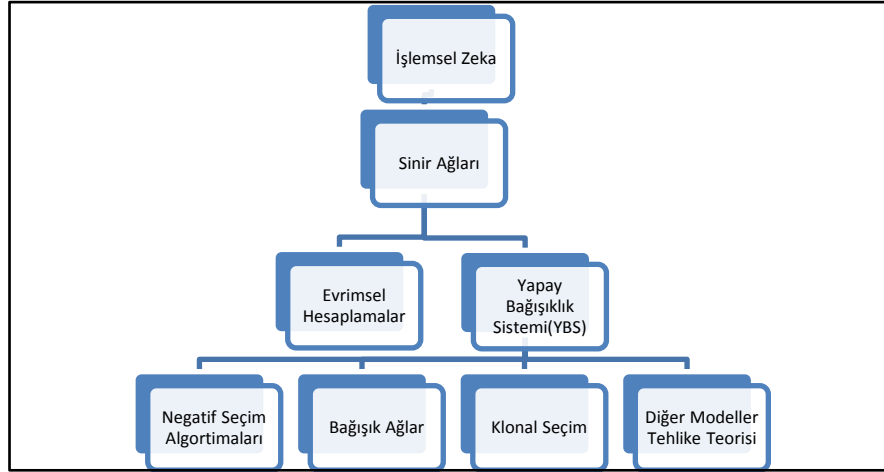 İşlemsel Zeka
Sinir Ağları
Evrimsel
Hesaplamalar
Yapay
Bağışıklık
Sistemi(YBS)
Negatif Seçim
Algortimaları
Bağışık Ağlar
Klonal Seçim
Diğer Modeller
Tehlike Teorisi